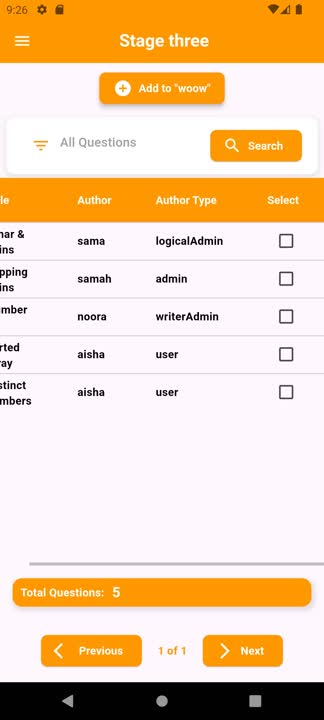 9:26
Stage three
Add to "woow"
All Questions
Search
le Author Author Type Select
nar &
ins
sama logicalAdmin
pping
ins
samah admin
mber
noora writerAdmin
rted
ray
aisha user
stinct
mbers
aisha user
Total Questions: 5
Previous 1 of 1 Next